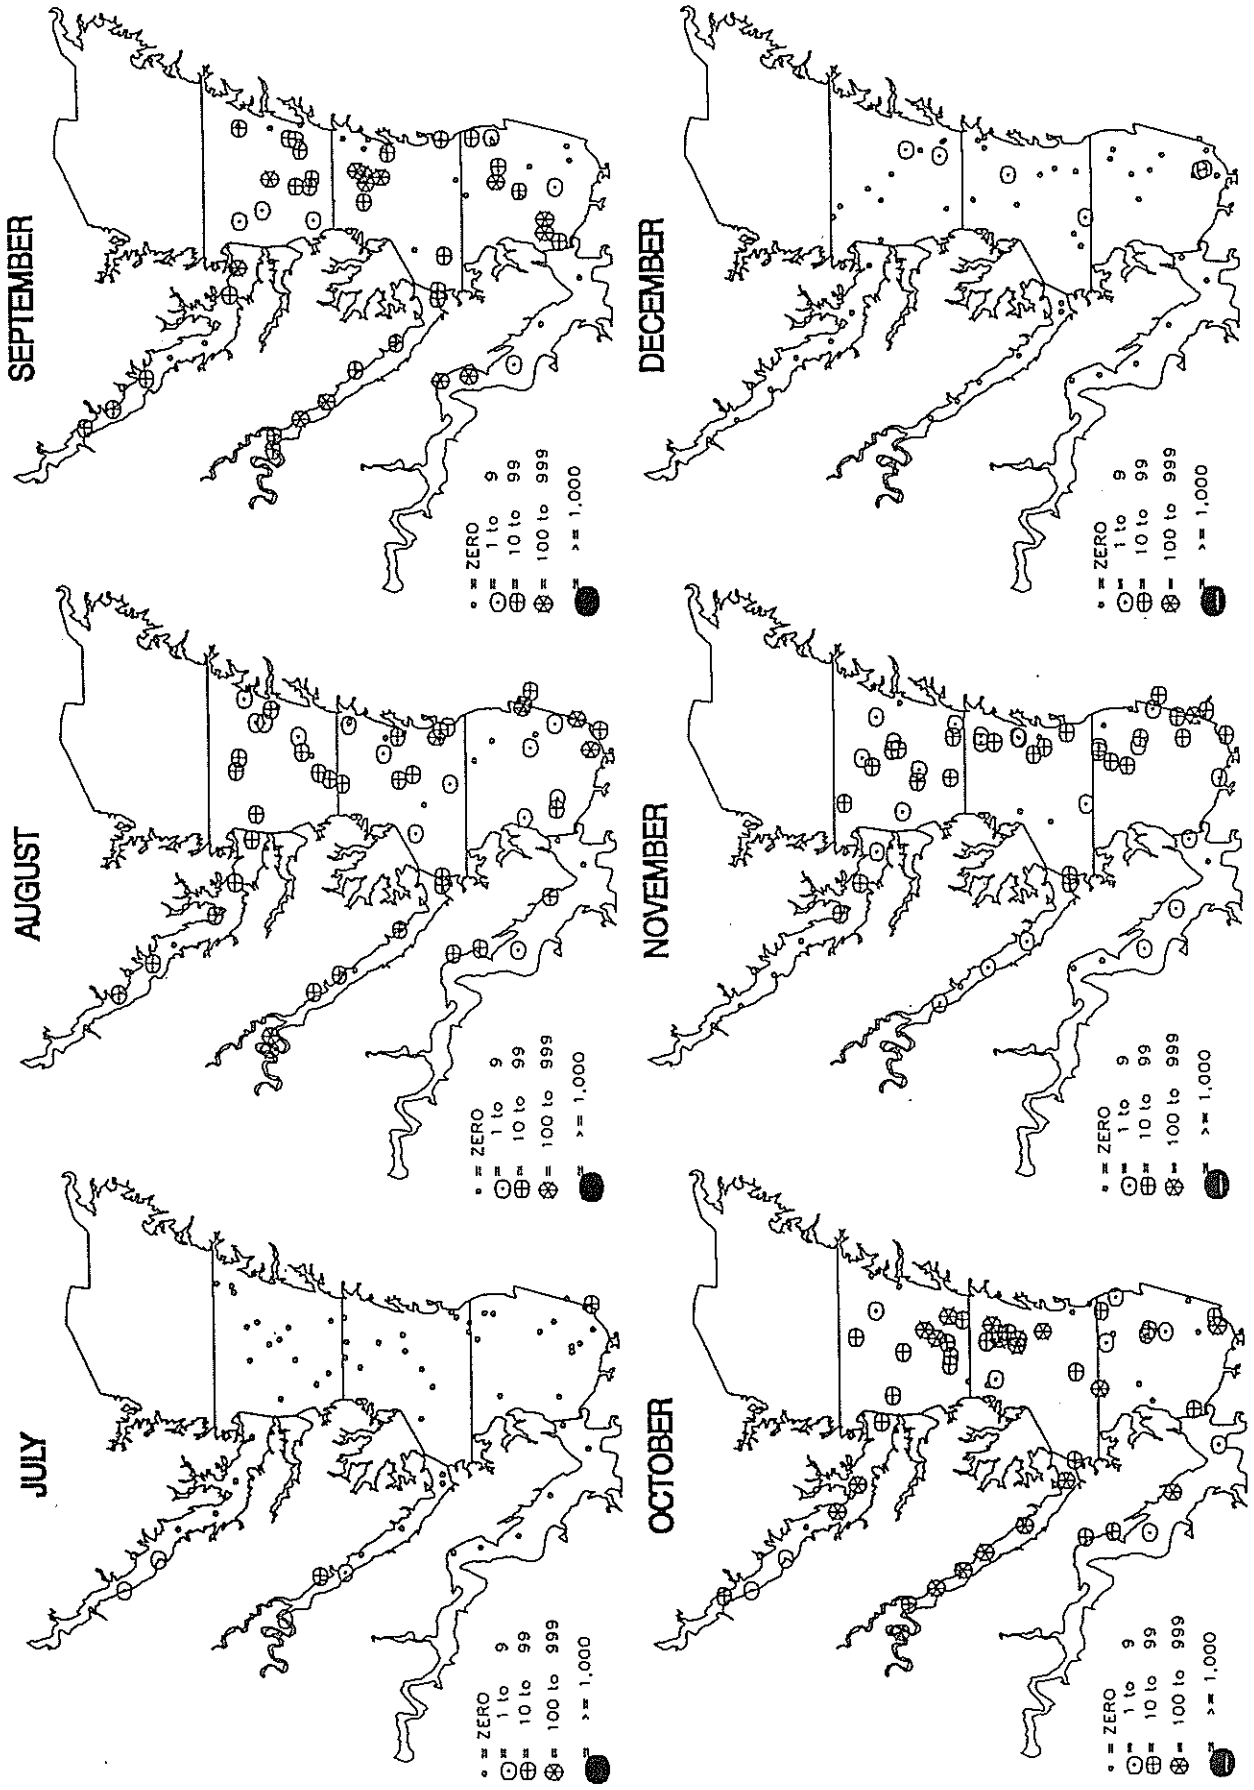 JULY
= ZERO
= 1 to 9
= 10 to 99
= 100 to 999
= >= 1,000
AUGUST
= ZERO
= 1 to 9
= 10 to 99
= 100 to 999
= >= 1,000
SEPTEMBER
= ZERO
= 1 to 9
= 10 to 99
= 100 to 999
= >= 1,000
OCTOBER
= ZERO
= 1 to 9
= 10 to 99
= 100 to 999
= >= 1,000
NOVEMBER
= ZERO
= 1 to 9
= 10 to 99
= 100 to 999
= >= 1,000
DECEMBER
= ZERO
= 1 to 9
= 10 to 99
= 100 to 999
= >= 1,000